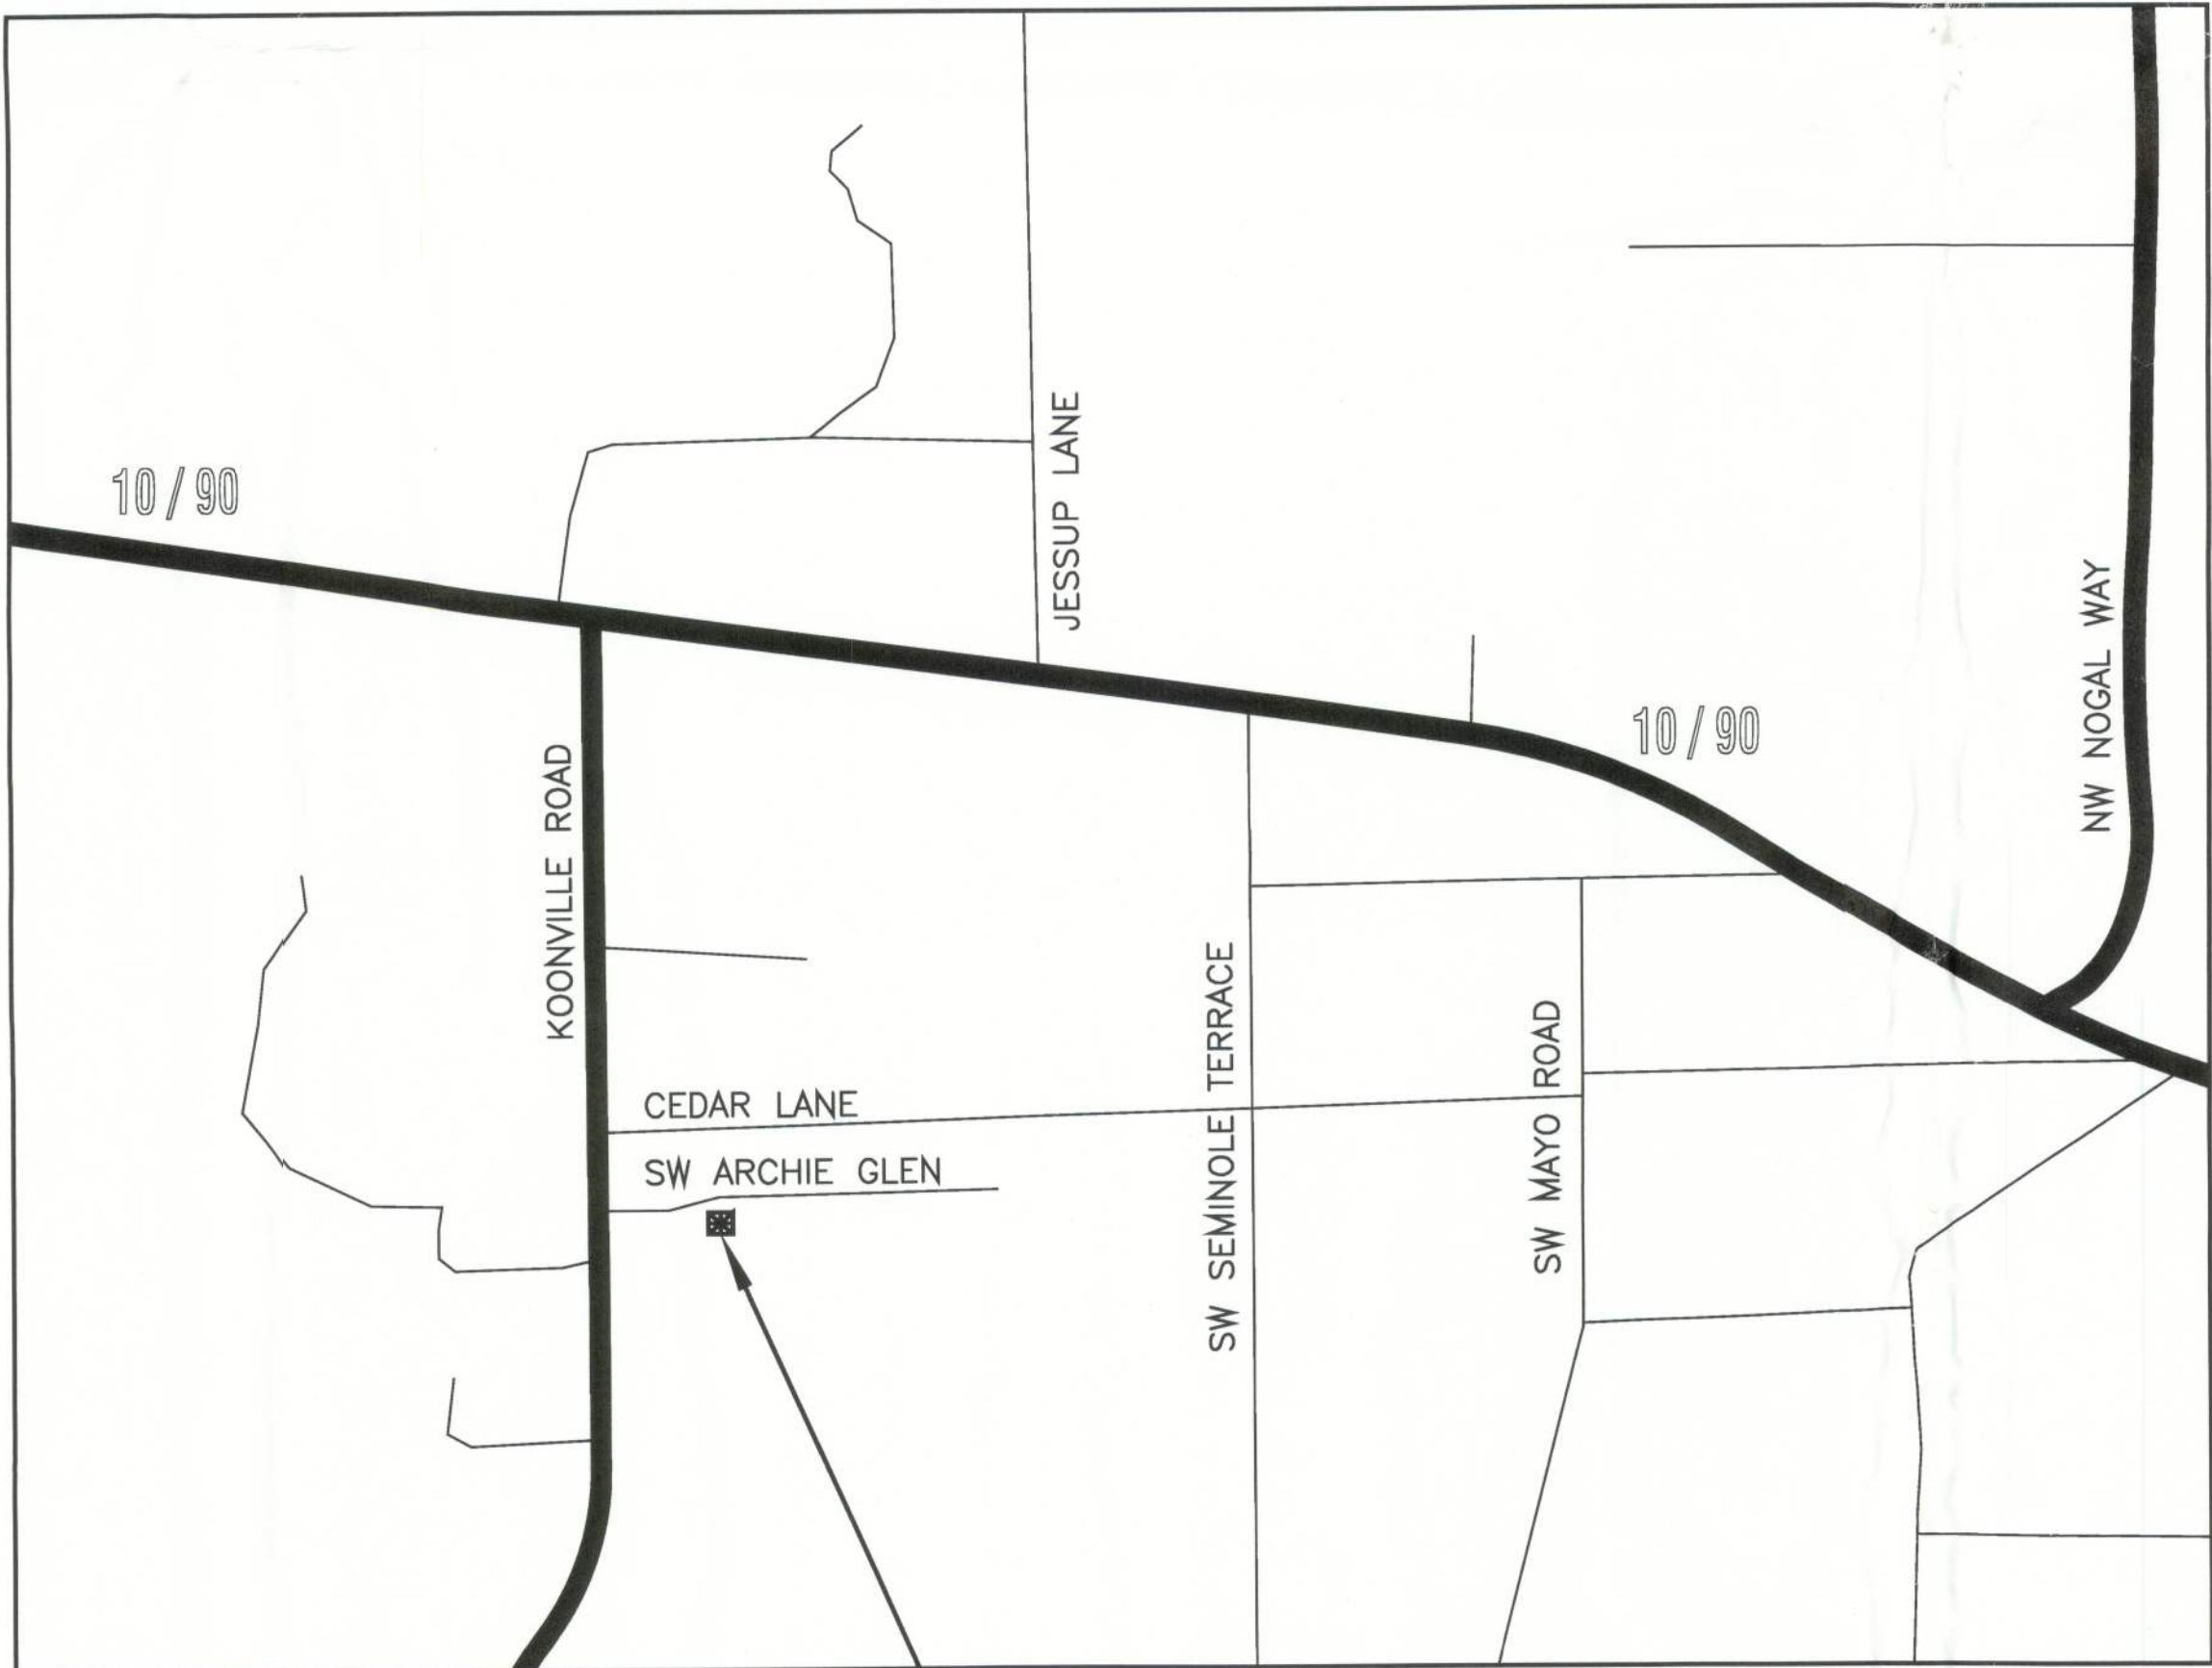 10 / 90
JESSUP LANE
10 / 90
NW NOGAL WAY
KOONVILLE ROAD
CEDAR LANE
SW ARCHIE GLEN
SW SEMINOLE TERRACE
SW MAYO ROAD